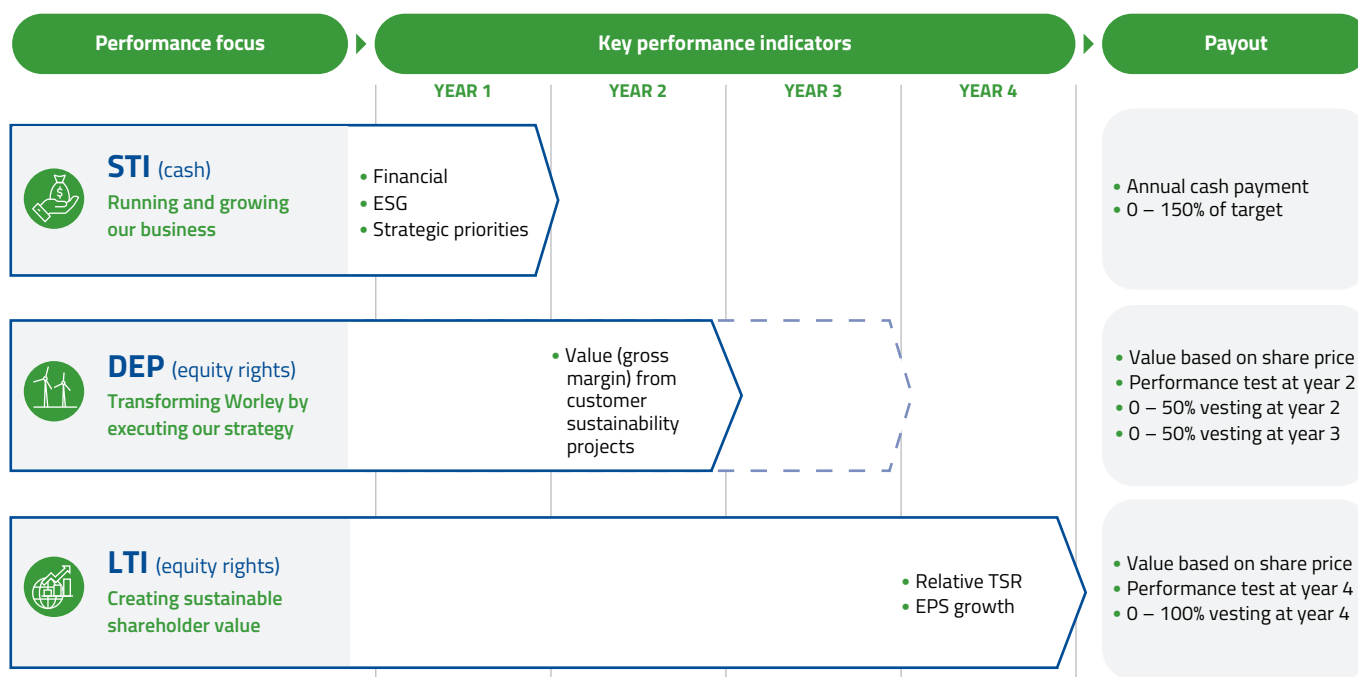 Performance focus
Key performance indicators
Payout
YEAR 1
YEAR 2
YEAR 3
YEAR 4
STI (cash)
Running and growing
our business
• Financial
• ESG
• Strategic priorities
• Annual cash payment
• 0 – 150% of target
DEP (equity rights)
Transforming Worley by
executing our strategy
• Value (gross
margin) from
customer
sustainability
projects
• Value based on share price
• Performance test at year 2
• 0 – 50% vesting at year 2
• 0 – 50% vesting at year 3
LTI (equity rights)
Creating sustainable
shareholder value
• Relative TSR
• EPS growth
• Value based on share price
• Performance test at year 4
• 0 – 100% vesting at year 4